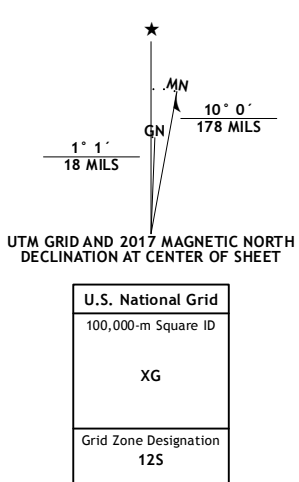 ★
MN
GN
10° 0´
178 MILS
1° 1´
18 MILS
UTM GRID AND 2017 MAGNETIC NORTH
DECLINATION AT CENTER OF SHEET
U.S. National Grid
100,000-m Square ID
XG
Grid Zone Designation
12S